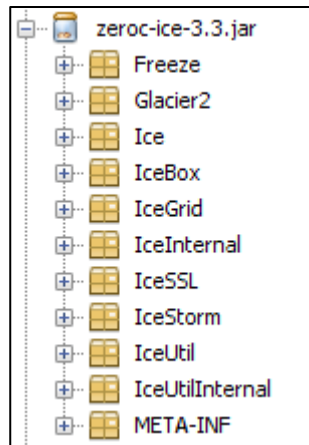 zeroc-ice-3.3.jar
Freeze
Glacier2
Ice
IceBox
IceGrid
IceInternal
IceSSL
IceStorm
IceUtil
IceUtilInternal
META-INF